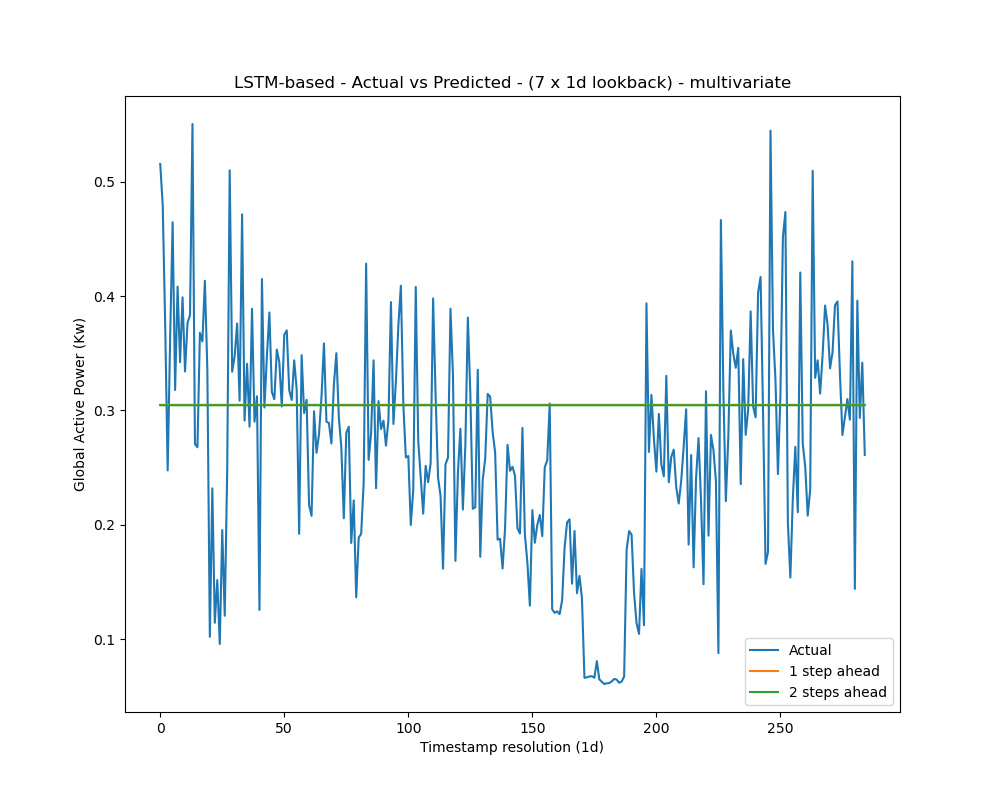 LSTM-based - Actual vs Predicted - (7 x 1d lookback) - multivariate
Global Active Power (Kw)
0.5
0.4
0.3
0.2
0.1
0 50 100 150 200 250
Timestamp resolution (1d)
Actual
1 step ahead
2 steps ahead